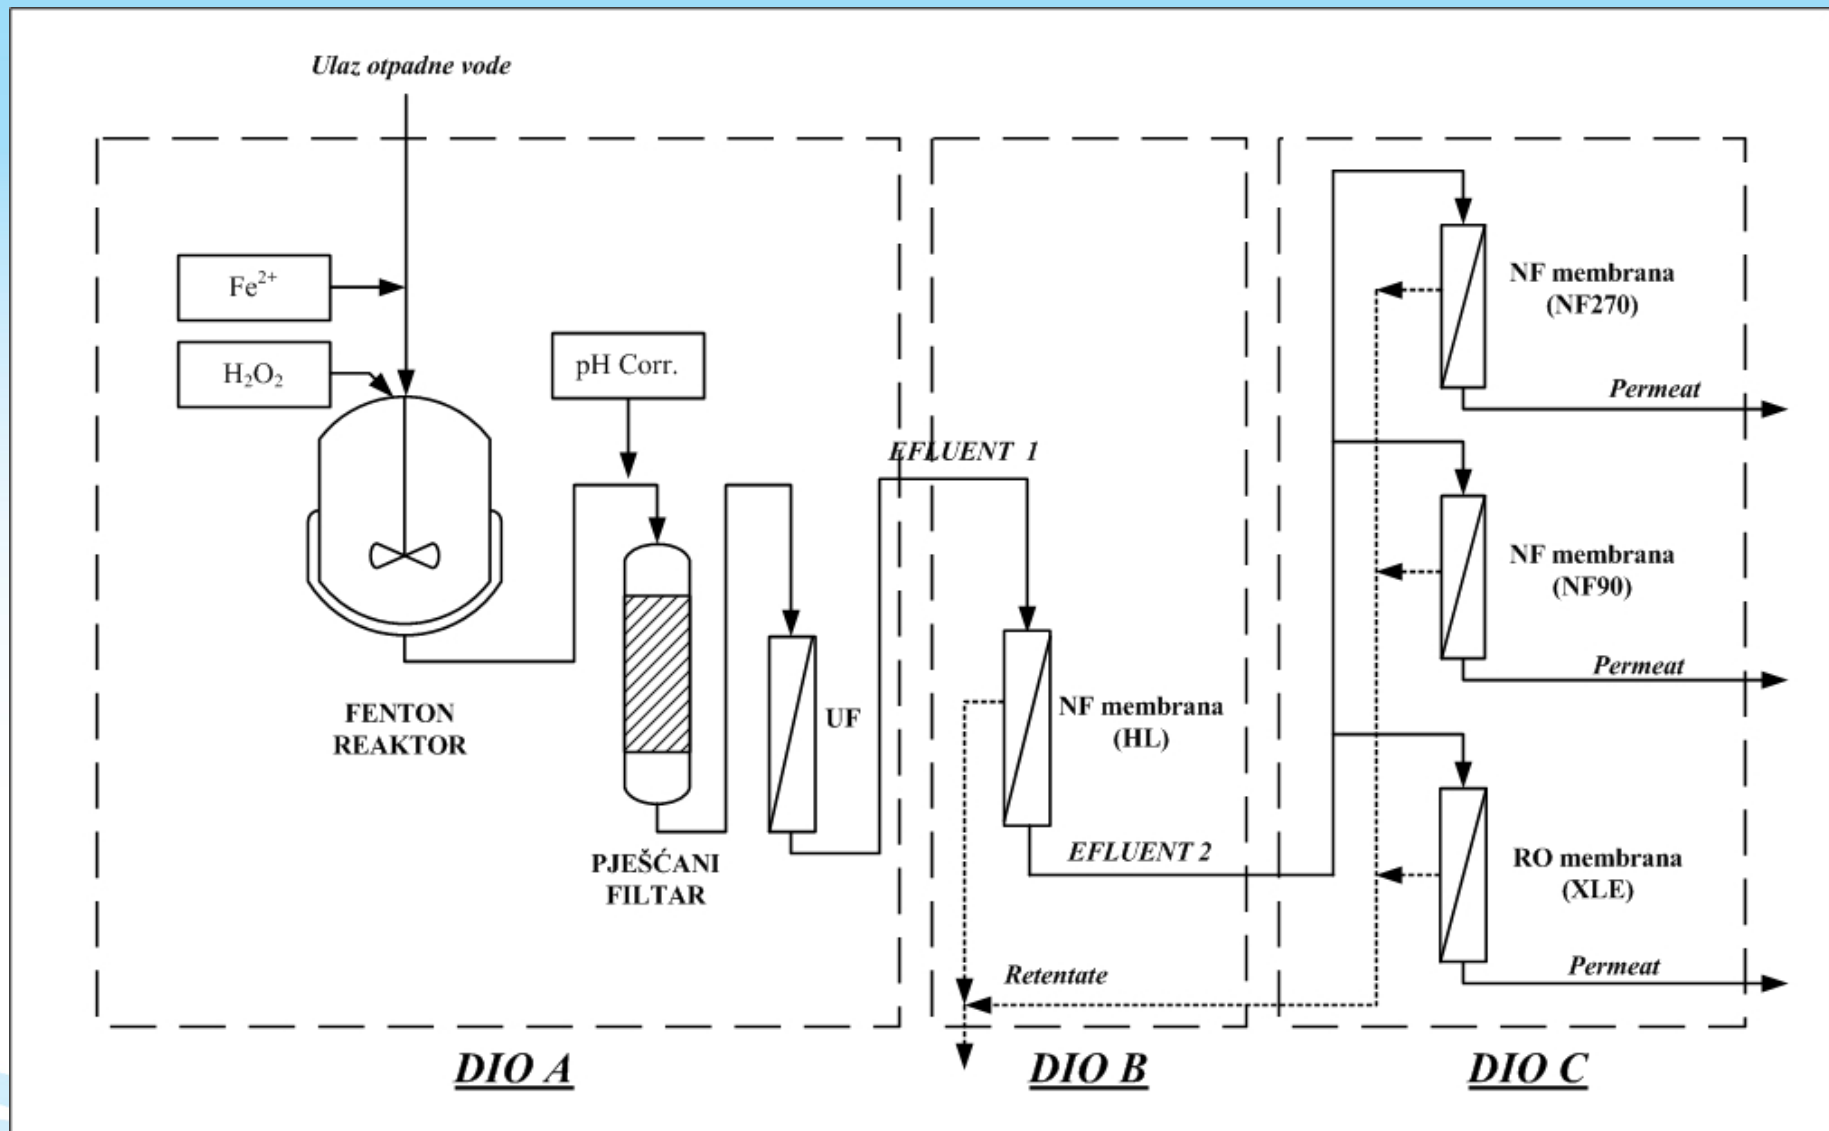 Ulaz otpadne vode
Fe²⁺
H₂O₂
pH Corr.
FENTON
REAKTOR
PJEŠĆANI
FILTAR
UF
EFLUENT 1
NF membrana
(HL)
EFLUENT 2
Retentate
NF membrana
(NF270)
Permeat
NF membrana
(NF90)
Permeat
RO membrana
(XLE)
Permeat
DIO A
DIO B
DIO C